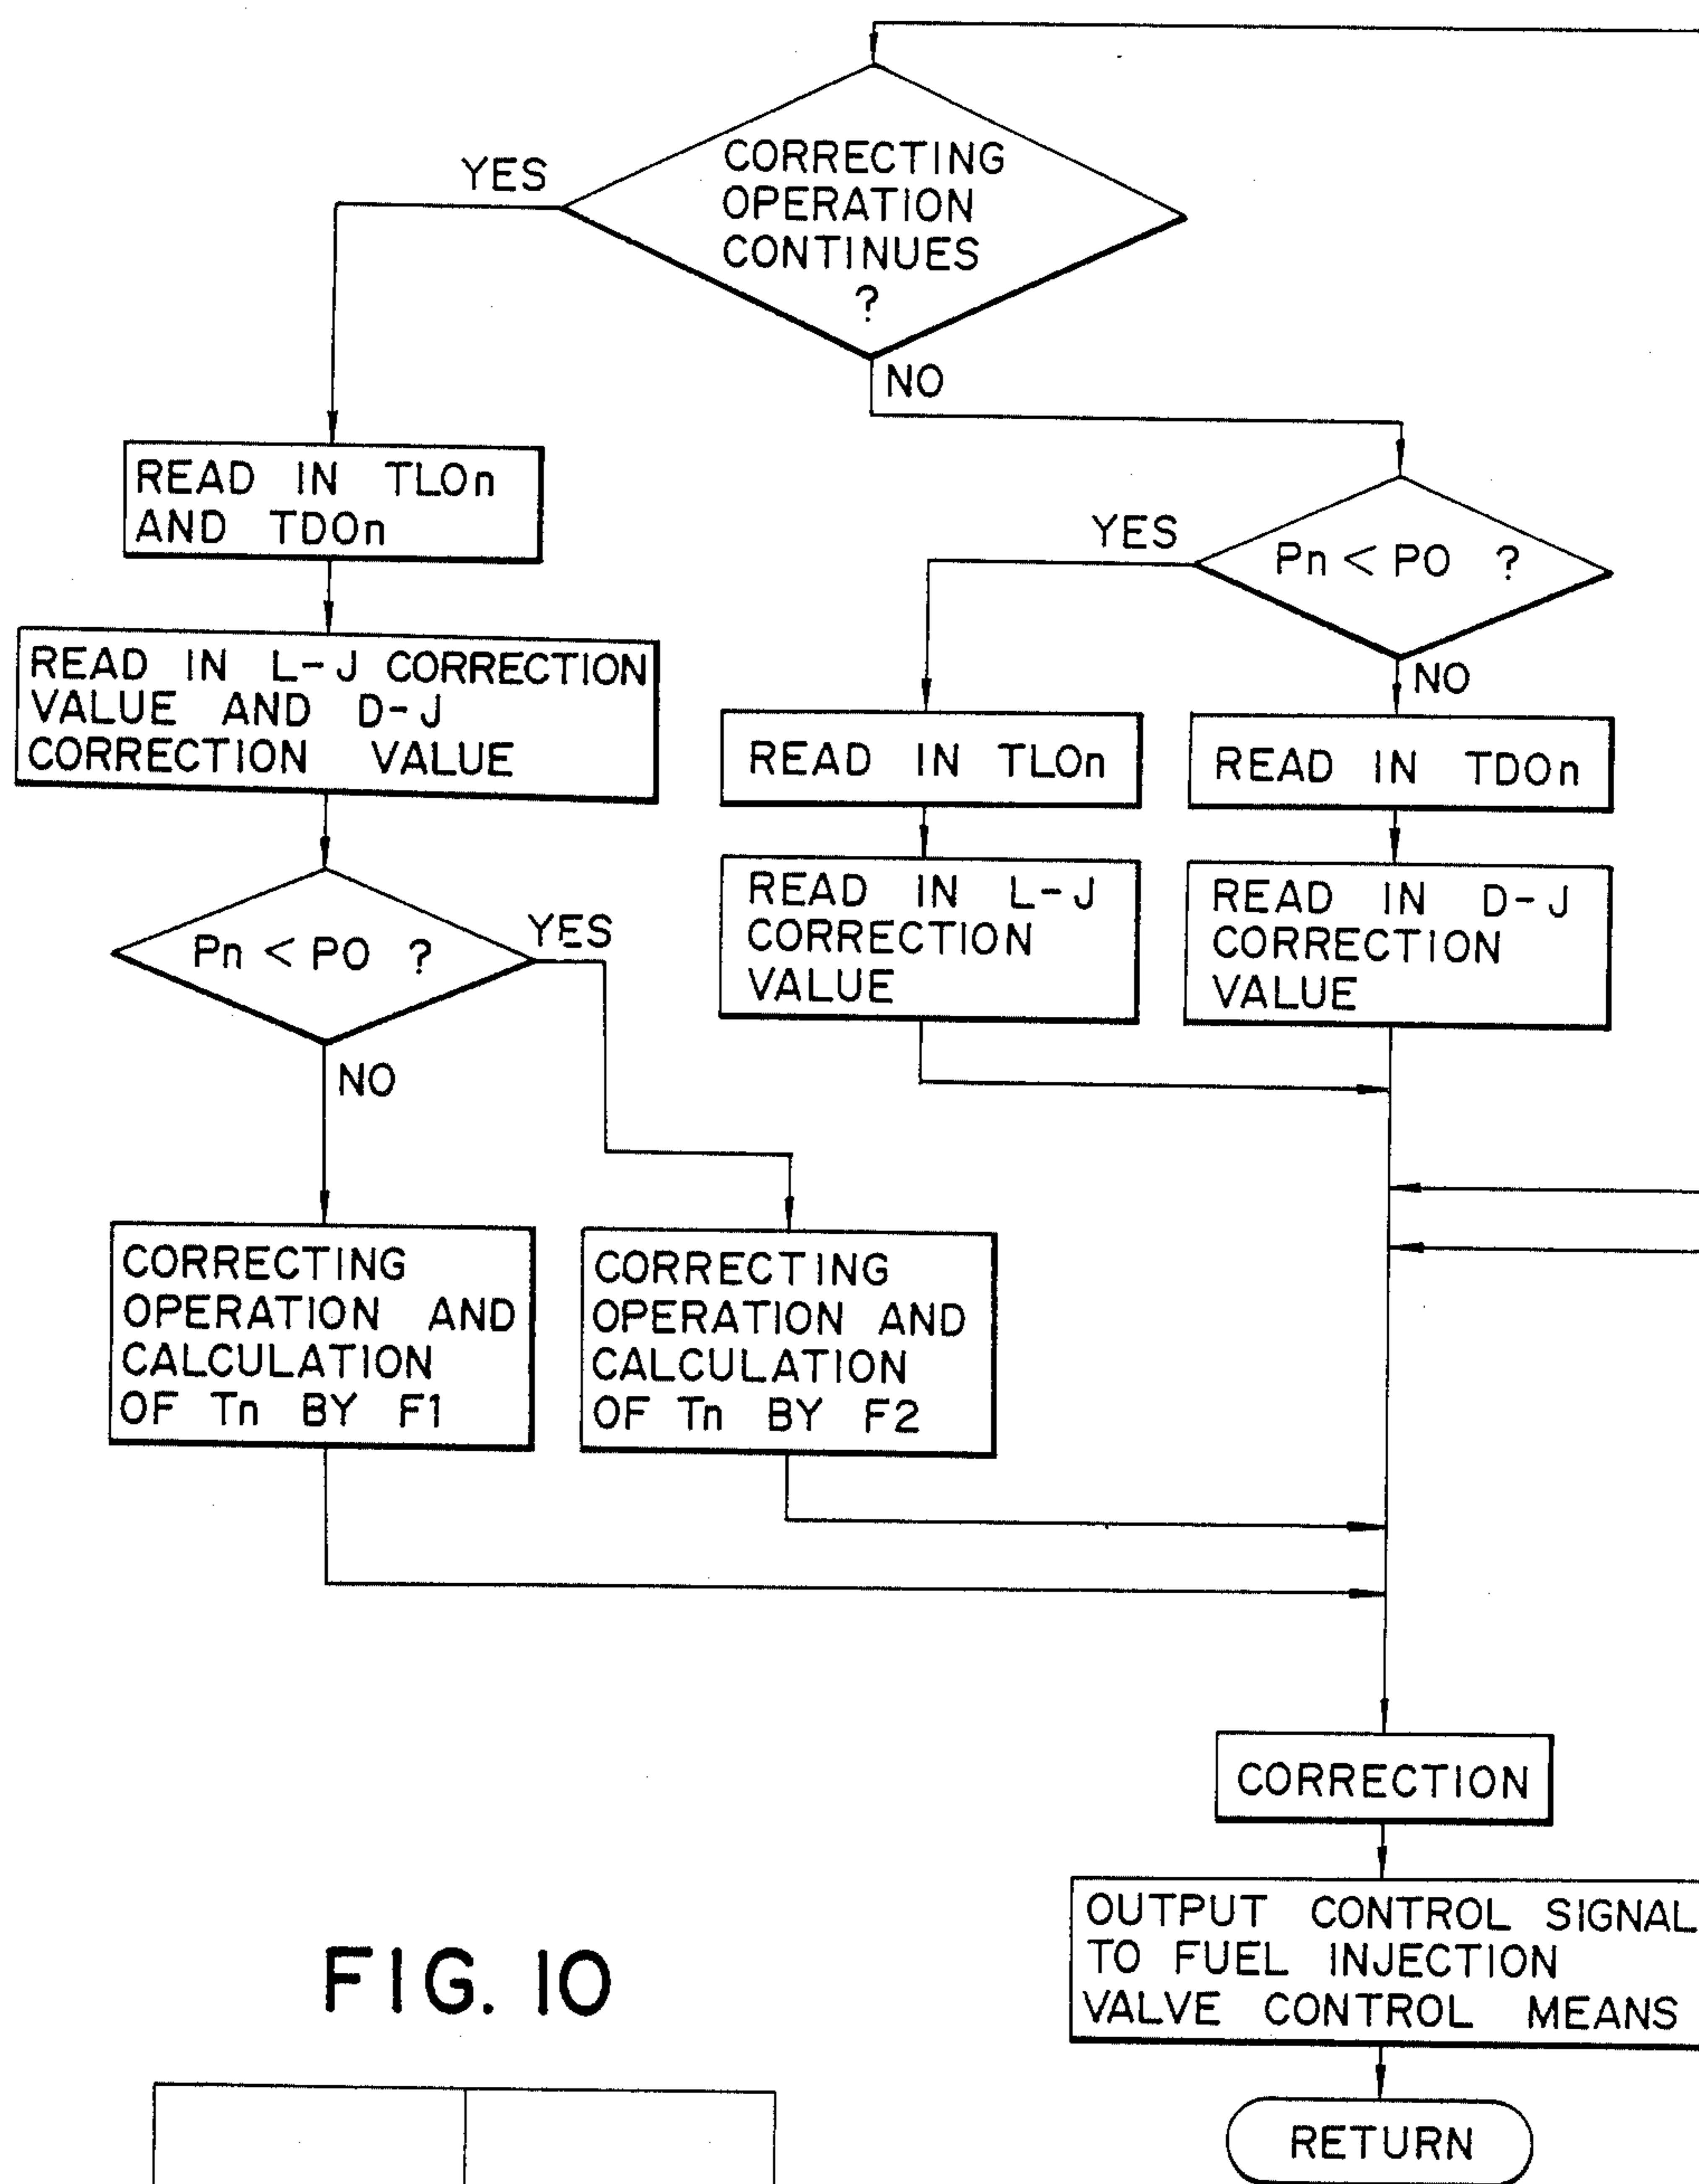 CORRECTING
OPERATION
CONTINUES
?
YES
NO
READ IN TLOn
AND TDOn
READ IN L-J CORRECTION
VALUE AND D-J
CORRECTION VALUE
Pn < PO ?
YES
NO
CORRECTING
OPERATION AND
CALCULATION
OF Tn BY F1
CORRECTING
OPERATION AND
CALCULATION
OF Tn BY F2
Pn < PO ?
YES
NO
READ IN TLOn
READ IN L-J
CORRECTION
VALUE
READ IN TDOn
READ IN D-J
CORRECTION
VALUE
CORRECTION
OUTPUT CONTROL SIGNAL
TO FUEL INJECTION
VALVE CONTROL MEANS
RETURN
FIG. 10